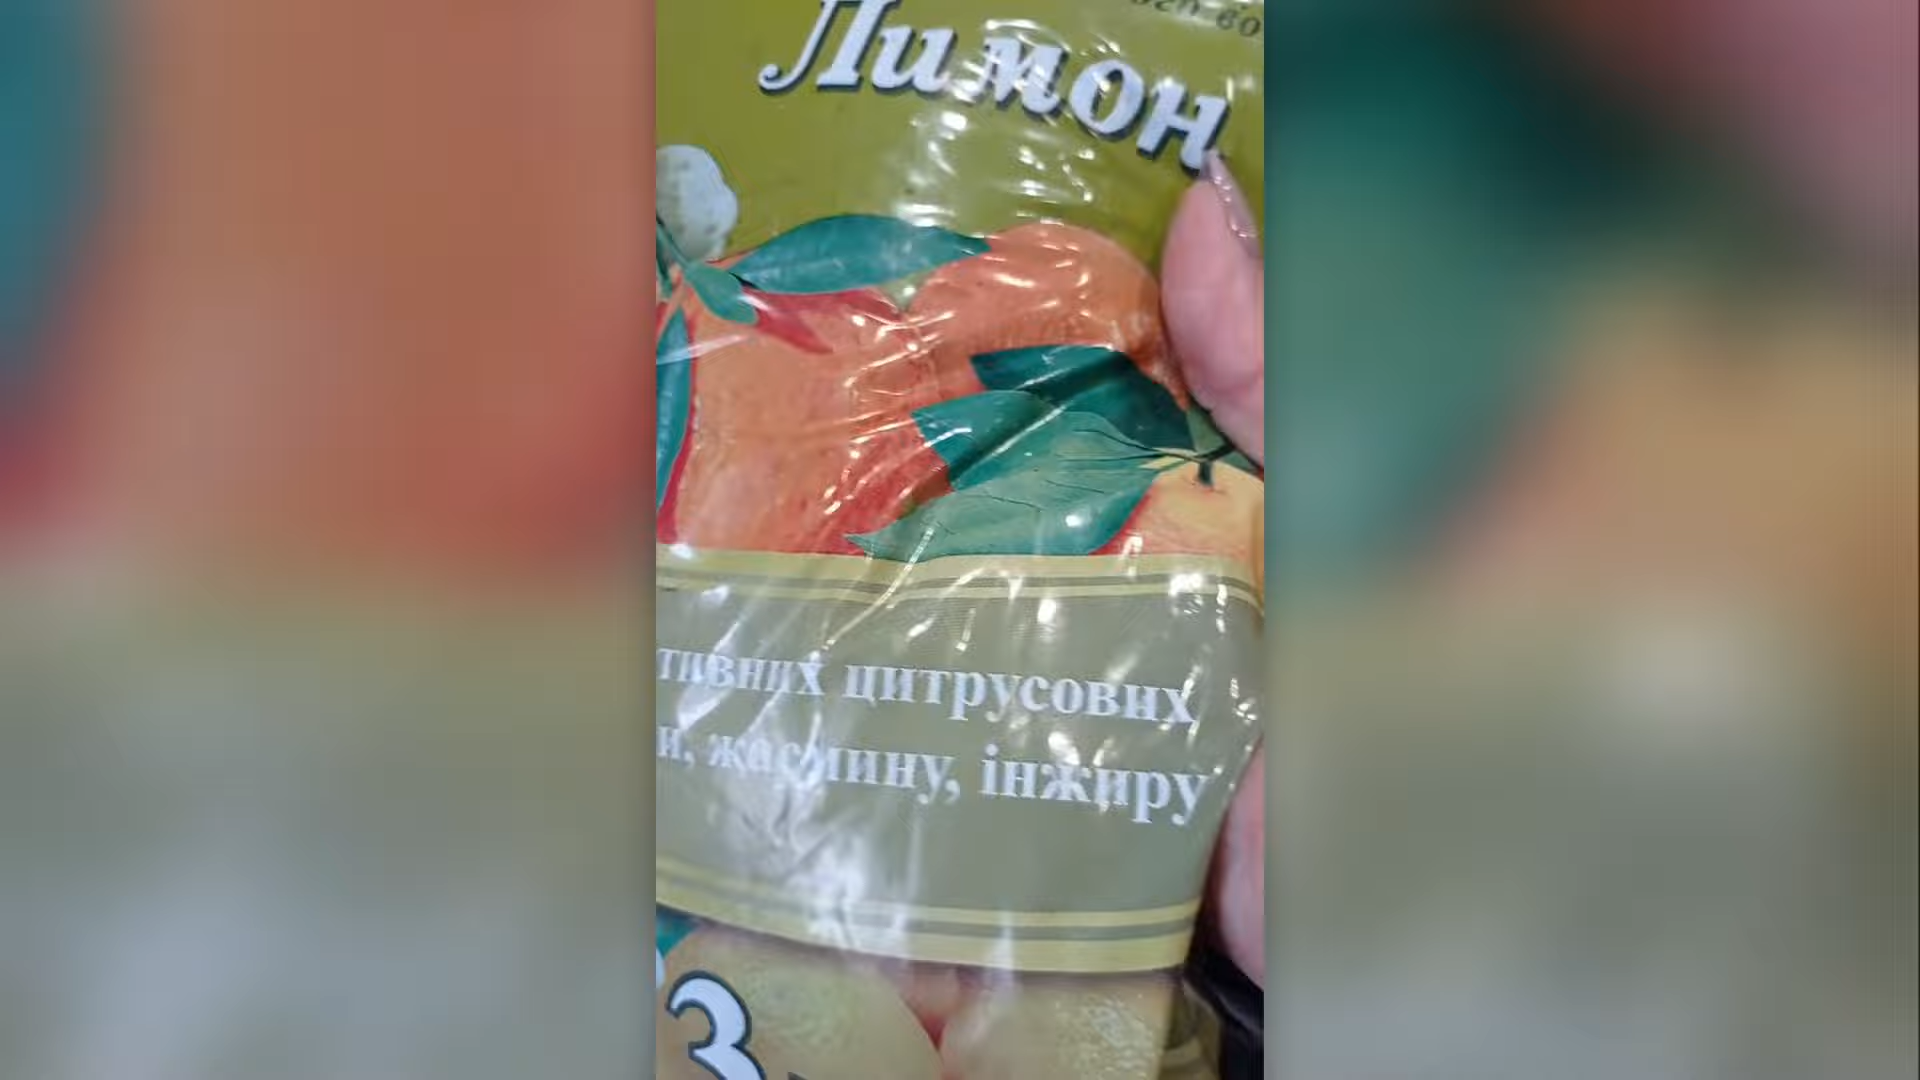 Лимон
тивних цитрусових
и, жасмину, інжиру
3